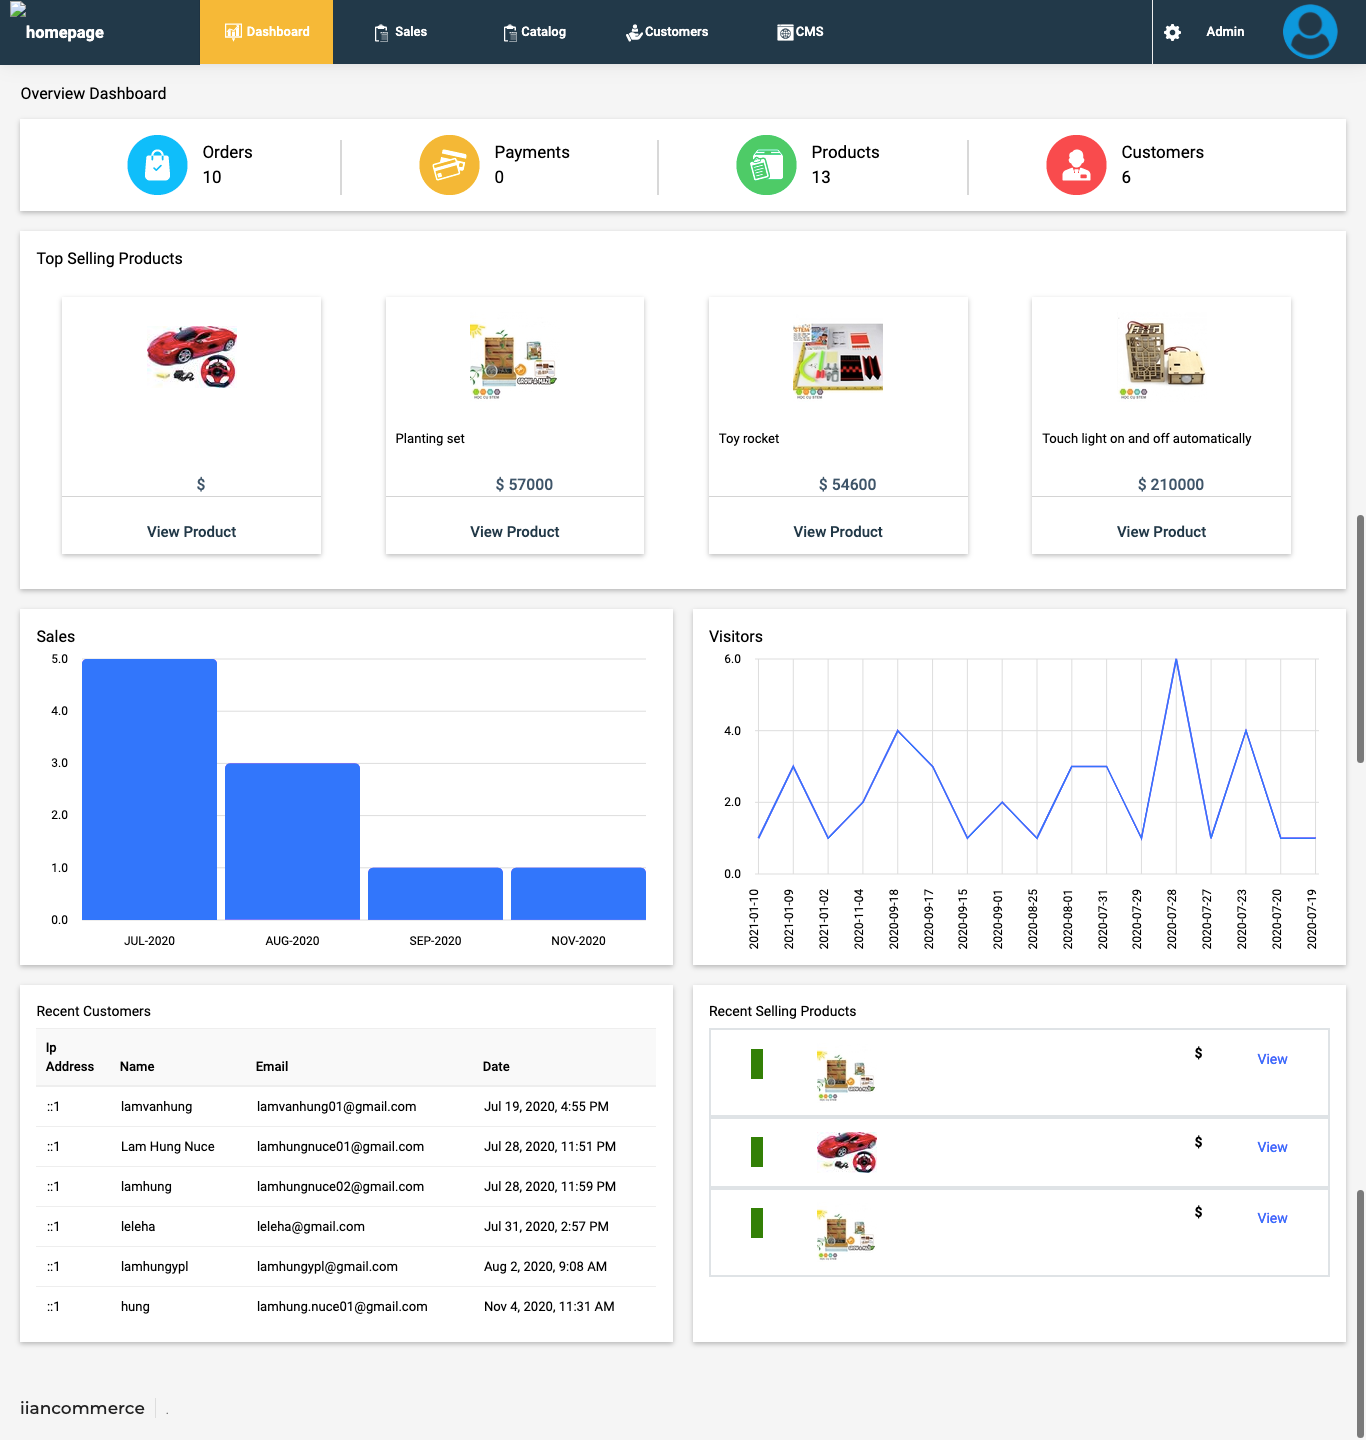 homepage
Dashboard
Sales
Catalog
Customers
CMS
Admin
Overview Dashboard
Orders
10
Payments
0
Products
13
Customers
6
Top Selling Products
$
View Product
Planting set
$ 57000
View Product
Toy rocket
$ 54600
View Product
Touch light on and off automatically
$ 210000
View Product
Sales
5.0
4.0
3.0
2.0
1.0
0.0
JUL-2020
AUG-2020
SEP-2020
NOV-2020
Visitors
6.0
4.0
2.0
0.0
2021-01-10
2021-01-09
2021-01-02
2020-11-04
2020-09-18
2020-09-17
2020-09-15
2020-09-01
2020-08-25
2020-08-01
2020-07-31
2020-07-29
2020-07-28
2020-07-27
2020-07-23
2020-07-20
2020-07-19
Recent Customers
Ip Address Name Email Date
::1 lamvanhung lamvanhung01@gmail.com Jul 19, 2020, 4:55 PM
::1 Lam Hung Nuce lamhungnuce01@gmail.com Jul 28, 2020, 11:51 PM
::1 lamhung lamhungnuce02@gmail.com Jul 28, 2020, 11:59 PM
::1 leleha leleha@gmail.com Jul 31, 2020, 2:57 PM
::1 lamhungypl lamhungypl@gmail.com Aug 2, 2020, 9:08 AM
::1 hung lamhung.nuce01@gmail.com Nov 4, 2020, 11:31 AM
Recent Selling Products
$ View
$ View
$ View
iiancommerce .